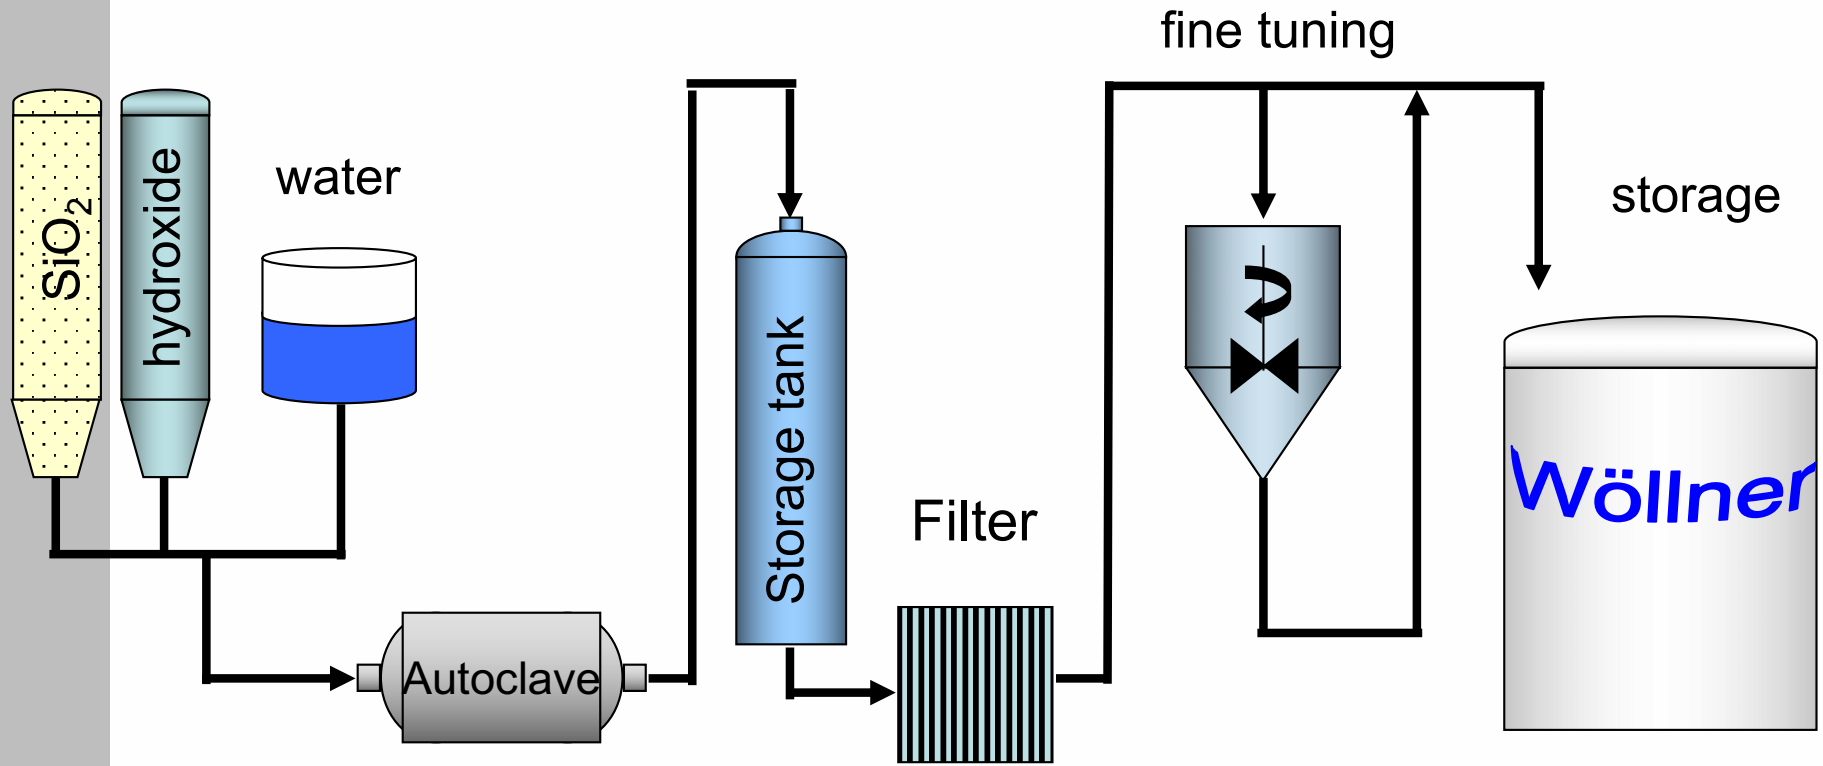 fine tuning
SiO₂
hydroxide
water
storage
Storage tank
Wöllner
Filter
Autoclave